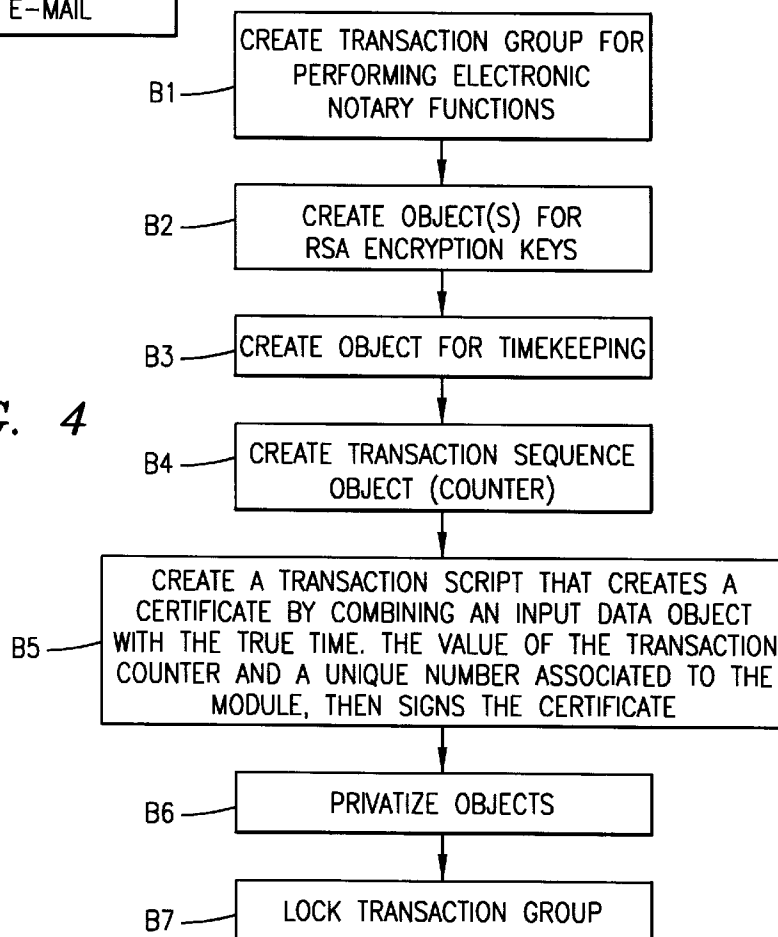 E-MAIL
B1
CREATE TRANSACTION GROUP FOR
PERFORMING ELECTRONIC
NOTARY FUNCTIONS
B2
CREATE OBJECT(S) FOR
RSA ENCRYPTION KEYS
B3
CREATE OBJECT FOR TIMEKEEPING
G. 4
B4
CREATE TRANSACTION SEQUENCE
OBJECT (COUNTER)
B5
CREATE A TRANSACTION SCRIPT THAT CREATES A
CERTIFICATE BY COMBINING AN INPUT DATA OBJECT
WITH THE TRUE TIME. THE VALUE OF THE TRANSACTION
COUNTER AND A UNIQUE NUMBER ASSOCIATED TO THE
MODULE, THEN SIGNS THE CERTIFICATE
B6
PRIVATIZE OBJECTS
B7
LOCK TRANSACTION GROUP